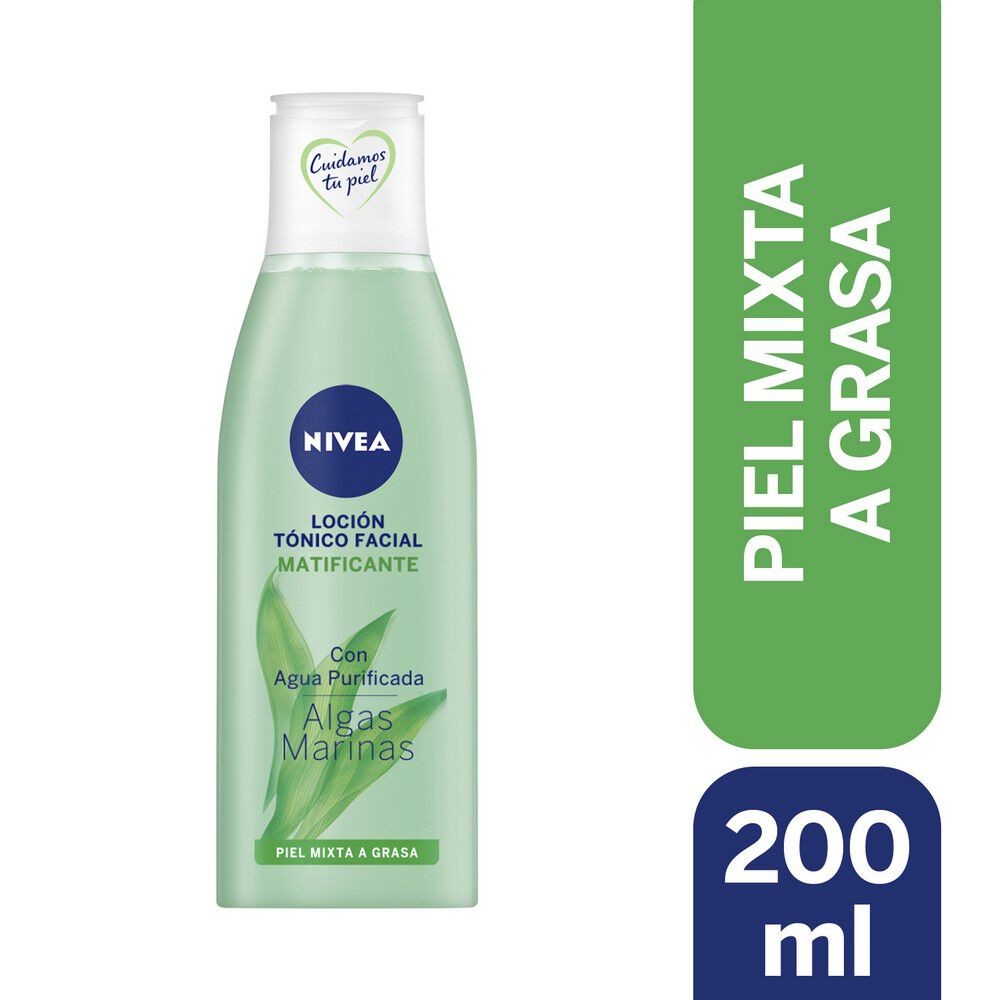 Cuidamos
tu piel
NIVEA
LOCIÓN
TÓNICO FACIAL
MATIFICANTE
Con
Agua Purificada
Algas
Marinas
PIEL MIXTA A GRASA
PIEL MIXTA
A GRASA
200
ml